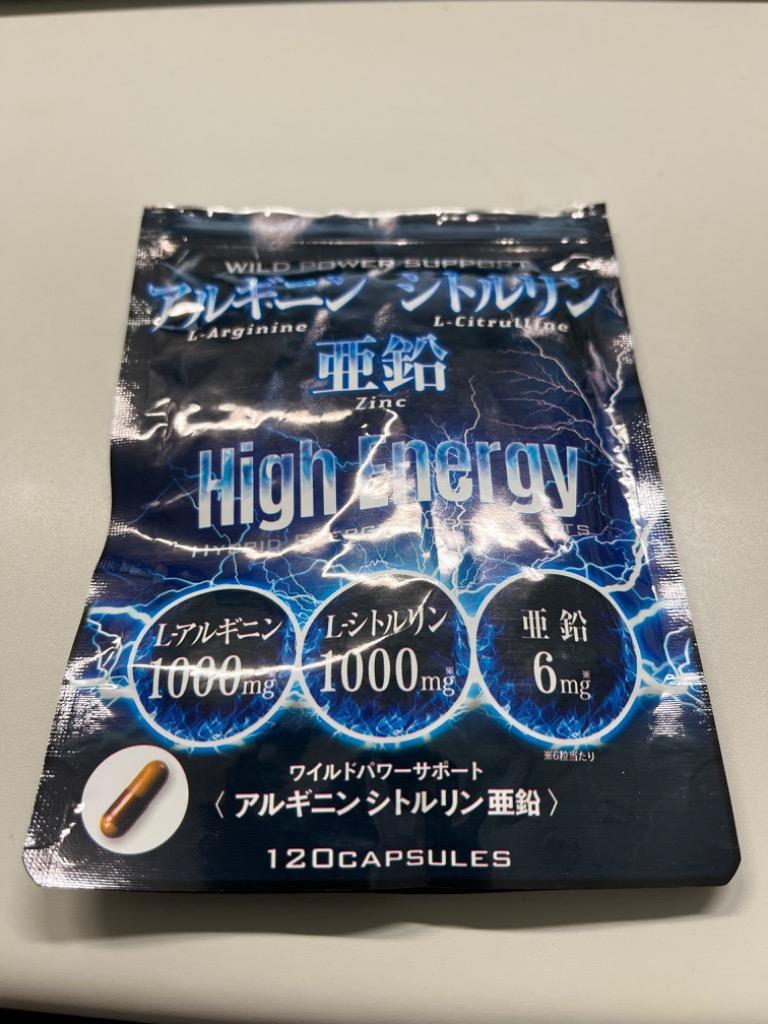 WILD POWER SUPPORT
アルギニン シトルリン
L-Arginine L-Citrulline
亜鉛
Zinc
High Energy
HYBRID ENERGY
L-アルギニン 1000mg※
L-シトルリン 1000mg※
亜鉛 6mg※
※6粒当たり
ワイルドパワーサポート
〈アルギニン シトルリン 亜鉛〉
120CAPSULES